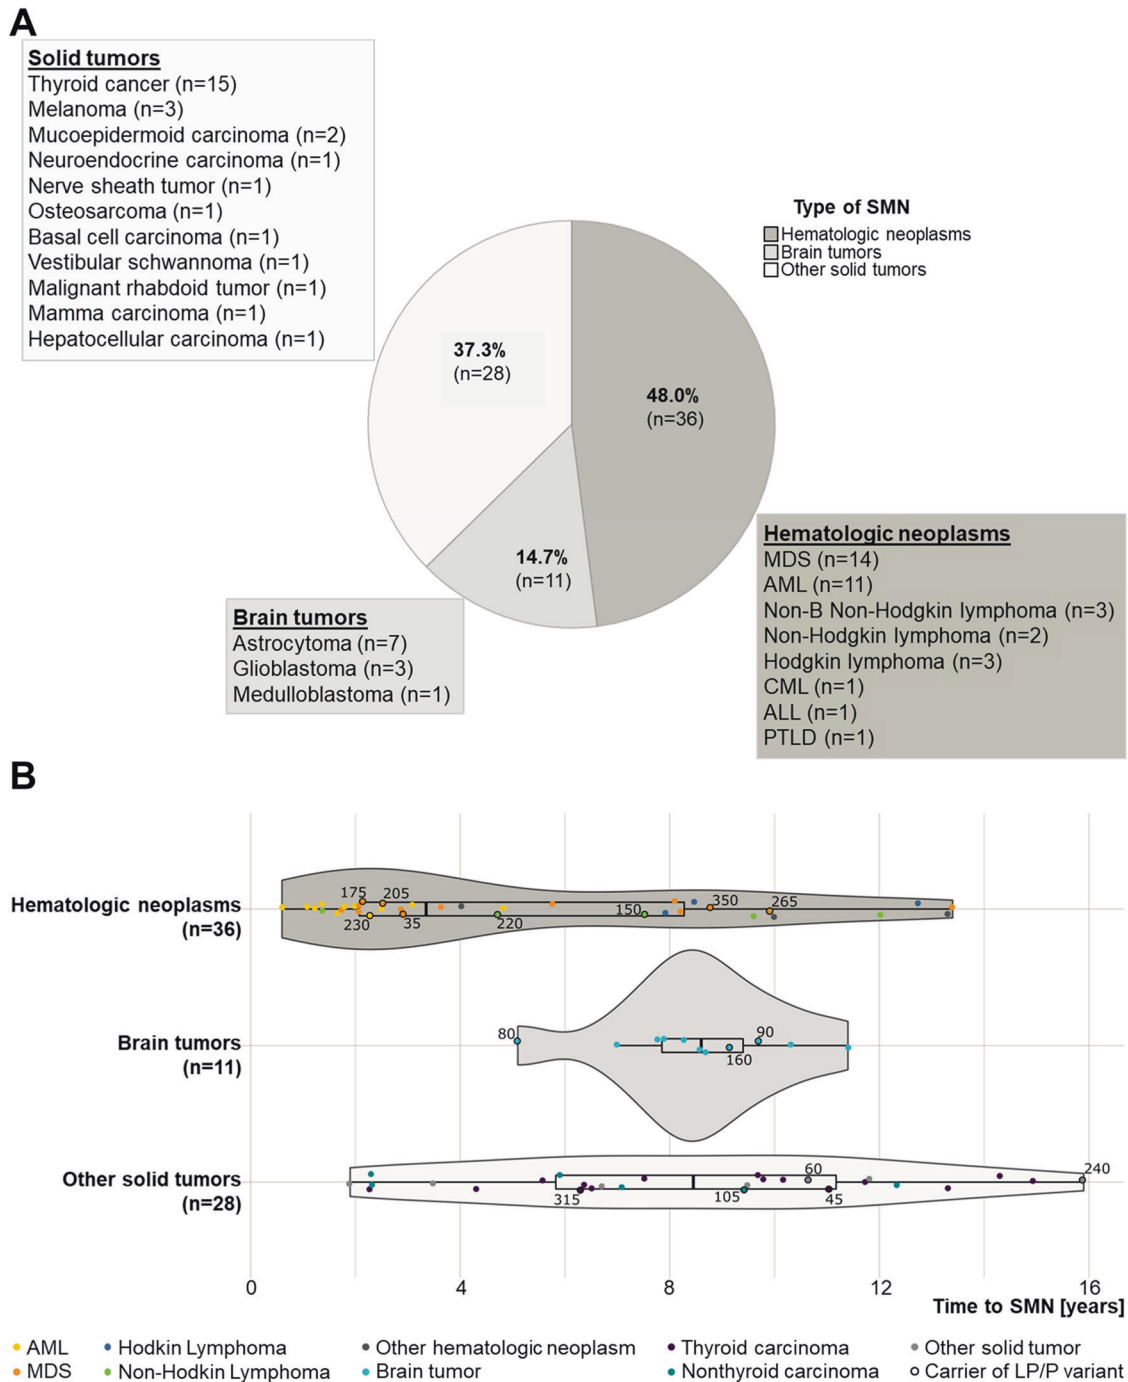 A
Solid tumors
Thyroid cancer (n=15)
Melanoma (n=3)
Mucoepidermoid carcinoma (n=2)
Neuroendocrine carcinoma (n=1)
Nerve sheath tumor (n=1)
Osteosarcoma (n=1)
Basal cell carcinoma (n=1)
Vestibular schwannoma (n=1)
Malignant rhabdoid tumor (n=1)
Mamma carcinoma (n=1)
Hepatocellular carcinoma (n=1)
Type of SMN
Hematologic neoplasms
Brain tumors
Other solid tumors
37.3%
(n=28)
48.0%
(n=36)
14.7%
(n=11)
Hematologic neoplasms
MDS (n=14)
AML (n=11)
Non-B Non-Hodgkin lymphoma (n=3)
Non-Hodgkin lymphoma (n=2)
Hodgkin lymphoma (n=3)
CML (n=1)
ALL (n=1)
PTLD (n=1)
Brain tumors
Astrocytoma (n=7)
Glioblastoma (n=3)
Medulloblastoma (n=1)
B
Hematologic neoplasms
(n=36)
175 205
230 35 220 150 350 265
Brain tumors
(n=11)
80 90
160
Other solid tumors
(n=28)
60 240
315 105 45
0 4 8 12 16
Time to SMN [years]
AML Hodkin Lymphoma Other hematologic neoplasm Thyroid carcinoma Other solid tumor
MDS Non-Hodkin Lymphoma Brain tumor Nonthyroid carcinoma Carrier of LP/P variant